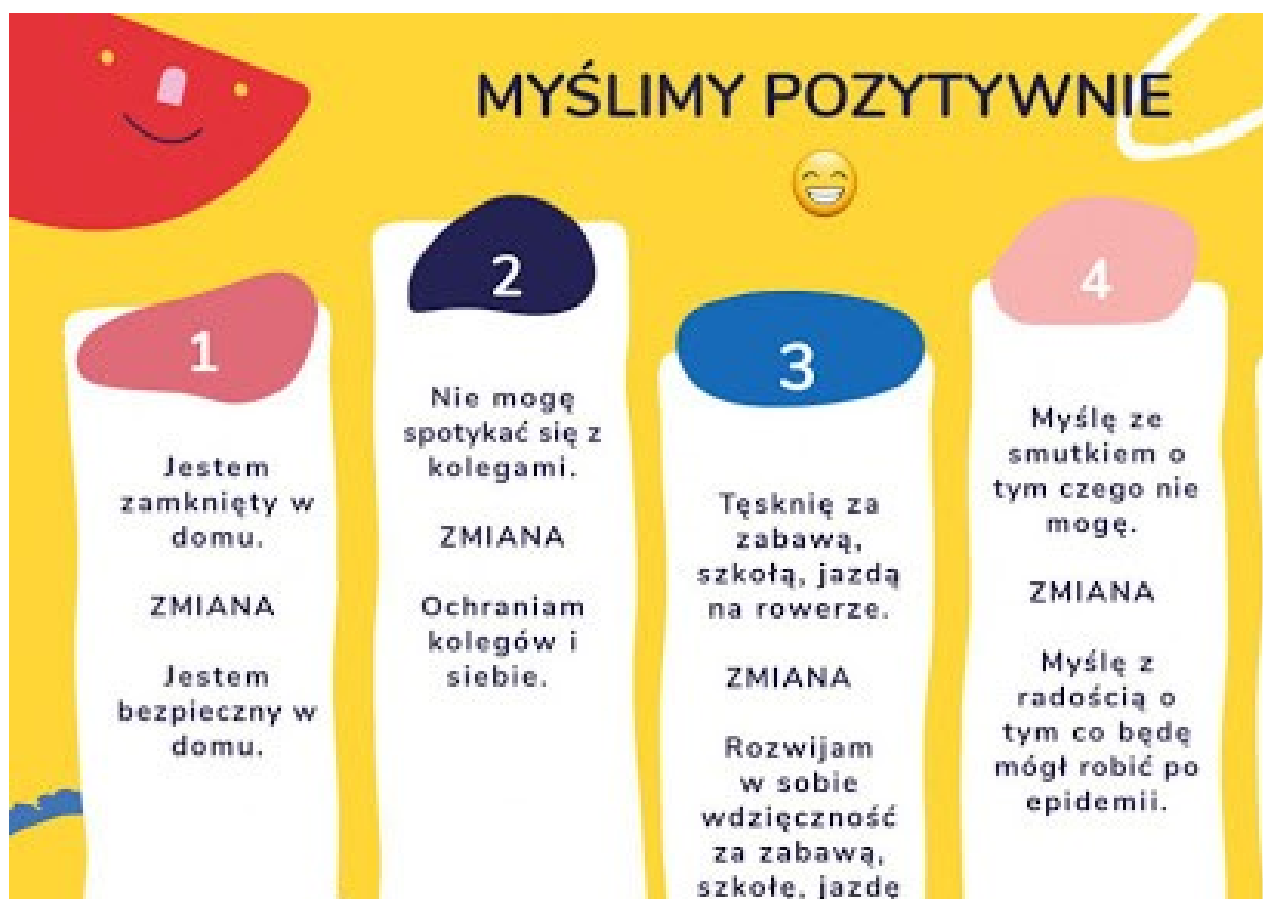 MYŚLIMY POZYTYWNIE
1
Jestem
zamknięty w
domu.
ZMIANA
Jestem
bezpieczny w
domu.
2
Nie mogę
spotykać się z
kolegami.
ZMIANA
Ochraniam
kolegów i
siebie.
3
Tęsknię za
zabawą,
szkołą, jazdą
na rowerze.
ZMIANA
Rozwijam
w sobie
wdzięczność
za zabawą,
szkołę, jazdę
4
Myślę ze
smutkiem o
tym czego nie
mogę.
ZMIANA
Myślę z
radością o
tym co będę
mógł robić po
epidemii.